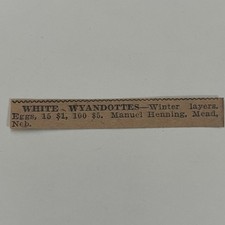 WHITE WYANDOTTES—Winter layers.
Eggs, 15 $1, 100 $5. Manuel Henning, Mead,
Neb.